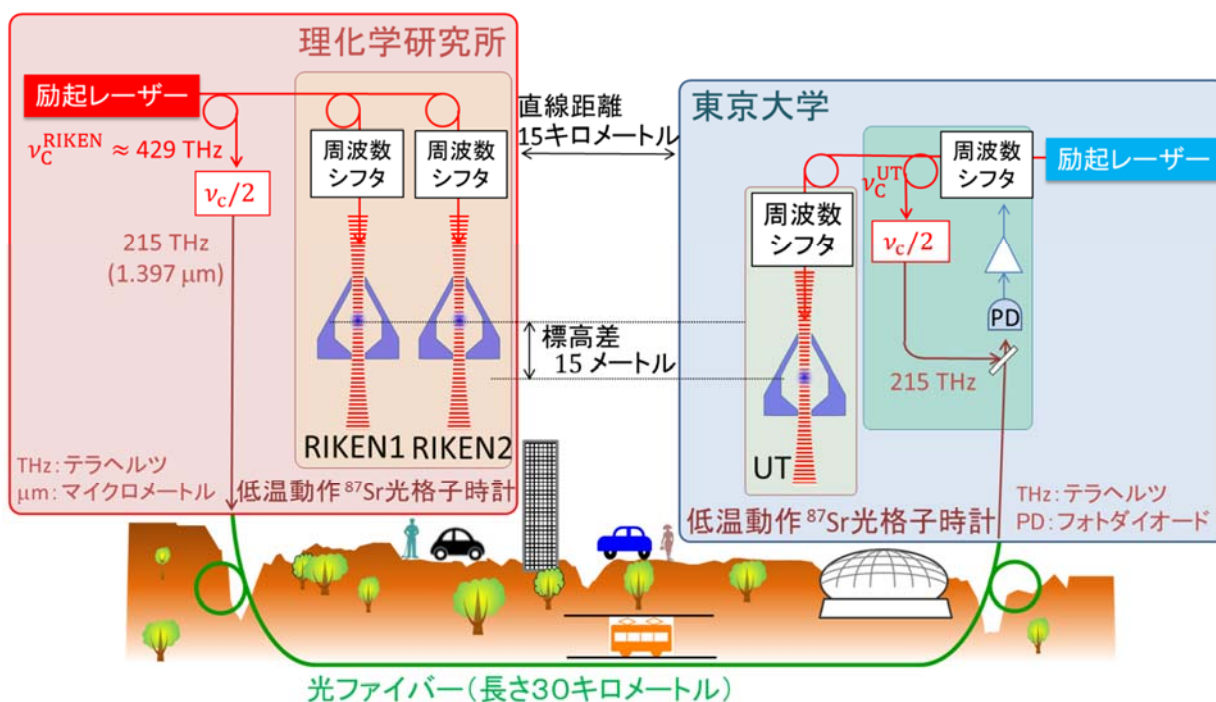 理化学研究所
励起レーザー
ν_C^RIKEN ≈ 429 THz
ν_C/2
215 THz
(1.397 μm)
周波数
シフタ
周波数
シフタ
RIKEN1
RIKEN2
THz：テラヘルツ
μm：マイクロメートル
低温動作⁸⁷Sr光格子時計
直線距離
15キロメートル
標高差
15 メートル
東京大学
周波数
シフタ
励起レーザー
ν_C^UT
周波数
シフタ
ν_C/2
PD
215 THz
UT
低温動作⁸⁷Sr光格子時計
THz：テラヘルツ
PD：フォトダイオード
光ファイバー（長さ30キロメートル）